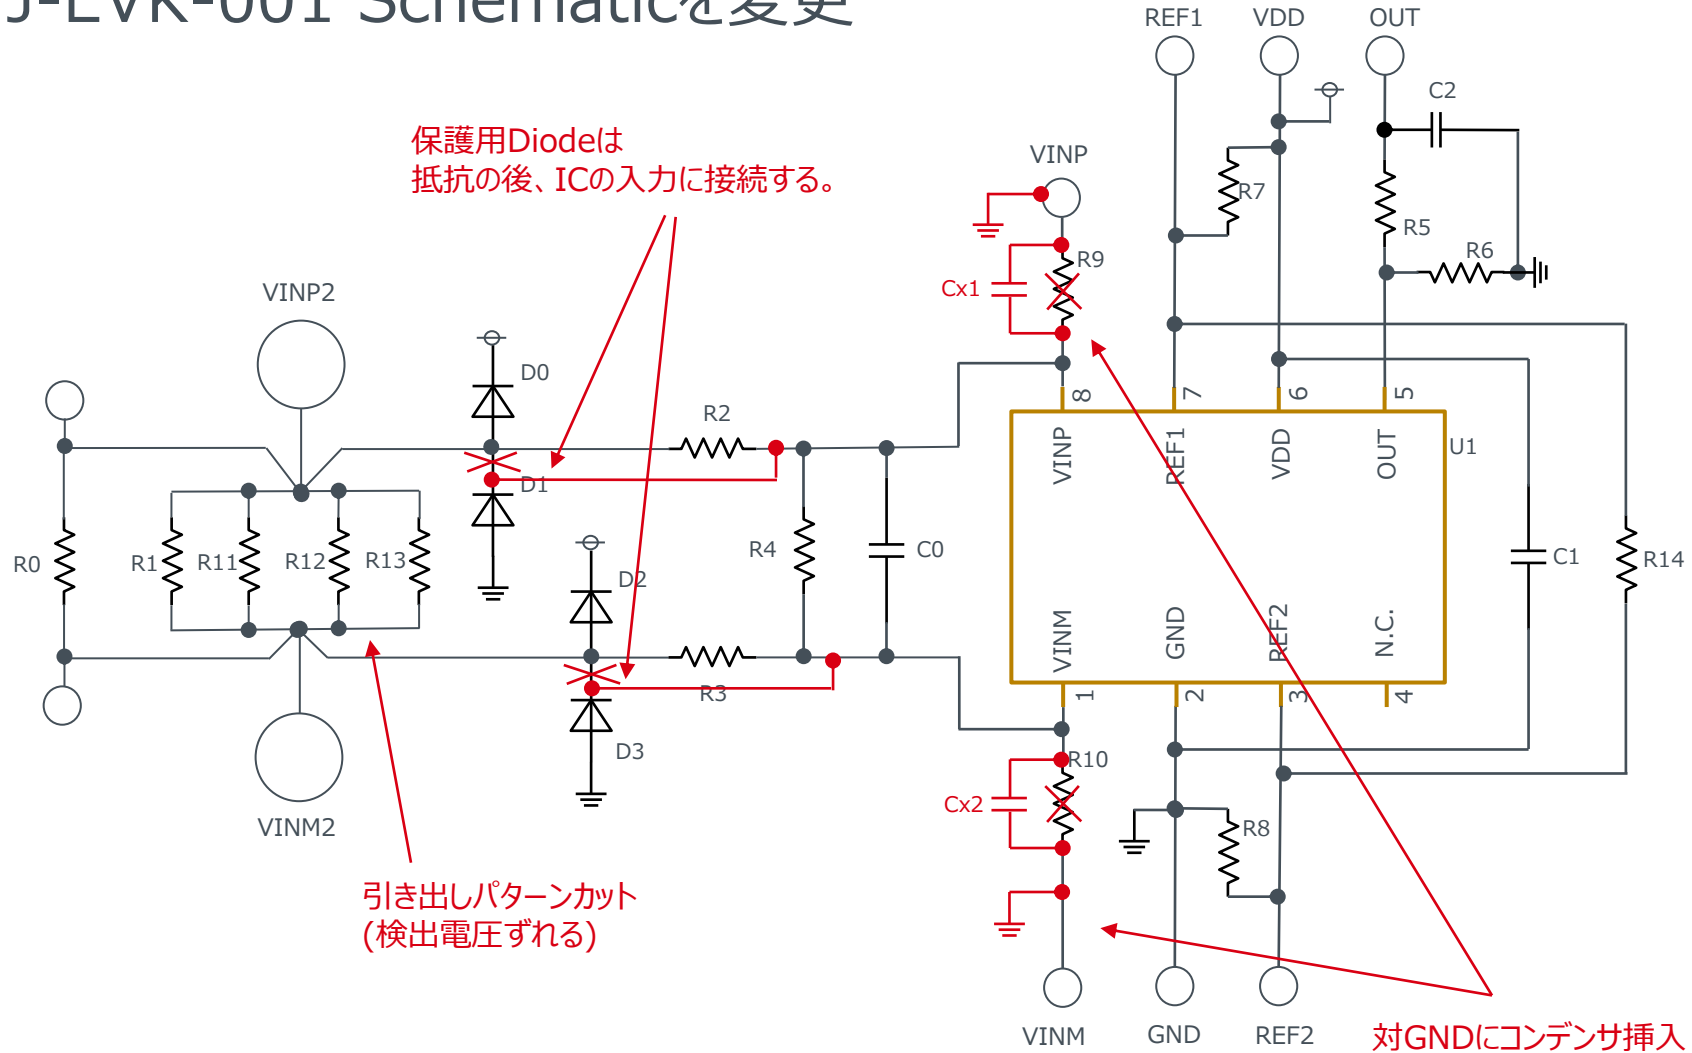 J-EVK-001 Schematicを変更
REF1
VDD
OUT
C2
保護用Diodeは
抵抗の後、ICの入力に接続する。
VINP
R7
R5
R6
R9
Cx1
VINP2
D0
R2
8
7
6
5
VINP
REF1
VDD
OUT
U1
D1
R0
R1
R11
R12
R13
R4
C0
C1
R14
D2
VINM
GND
REF2
N.C.
R3
1
2
3
4
D3
R10
Cx2
VINM2
R8
引き出しパターンカット
(検出電圧ずれる)
VINM
GND
REF2
対GNDにコンデンサ挿入